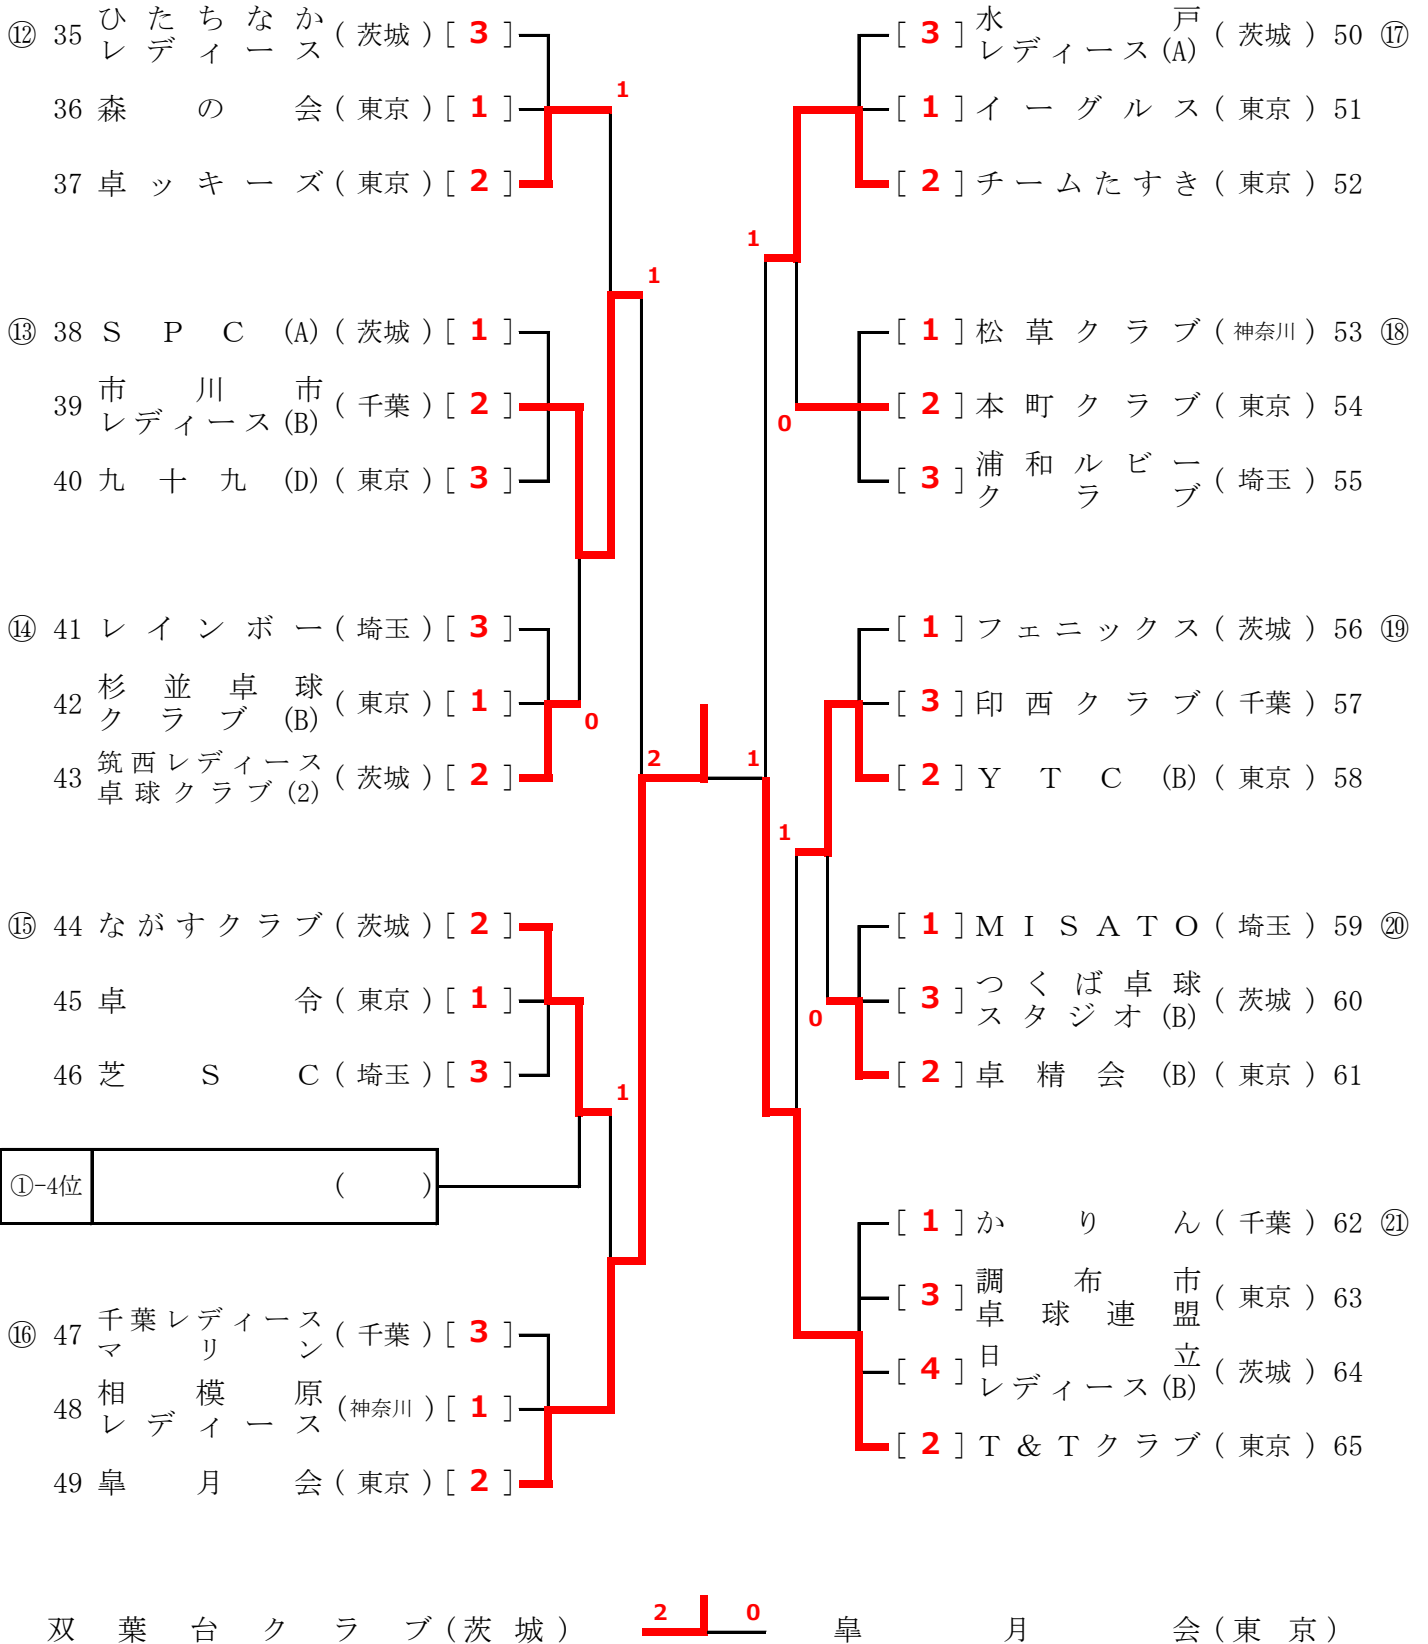 ⑫ 35 ひたちなかレディース (茨城) [3]
36 森の会 (東京) [1]
37 卓ッキーズ (東京) [2]
1
⑬ 38 ＳＰＣ(A) (茨城) [1]
39 市川市レディース(B) (千葉) [2]
40 九十九(D) (東京) [3]
1
⑭ 41 レインボー (埼玉) [3]
42 杉並卓球クラブ(B) (東京) [1]
43 筑西レディース卓球クラブ(2) (茨城) [2]
0
2
⑮ 44 ながすクラブ (茨城) [2]
45 卓令 (東京) [1]
46 芝ＳＣ (埼玉) [3]
1
①-4位 ( )
⑯ 47 千葉レディースマリン (千葉) [3]
48 相模原レディース (神奈川) [1]
49 皐月会 (東京) [2]
[3] 水戸レディース(A) (茨城) 50 ⑰
[1] イーグルス (東京) 51
[2] チームたすき (東京) 52
1
[1] 松草クラブ (神奈川) 53 ⑱
[2] 本町クラブ (東京) 54
[3] 浦和ルビークラブ (埼玉) 55
0
[1] フェニックス (茨城) 56 ⑲
[3] 印西クラブ (千葉) 57
[2] ＹＴＣ(B) (東京) 58
1
1
[1] ＭＩＳＡＴＯ (埼玉) 59 ⑳
[3] つくば卓球スタジオ(B) (茨城) 60
[2] 卓精会(B) (東京) 61
0
[1] かりん (千葉) 62 ㉑
[3] 調布市卓球連盟 (東京) 63
[4] 日立レディース(B) (茨城) 64
[2] Ｔ＆Ｔクラブ (東京) 65
双葉台クラブ(茨城) 2 0 皐月会(東京)